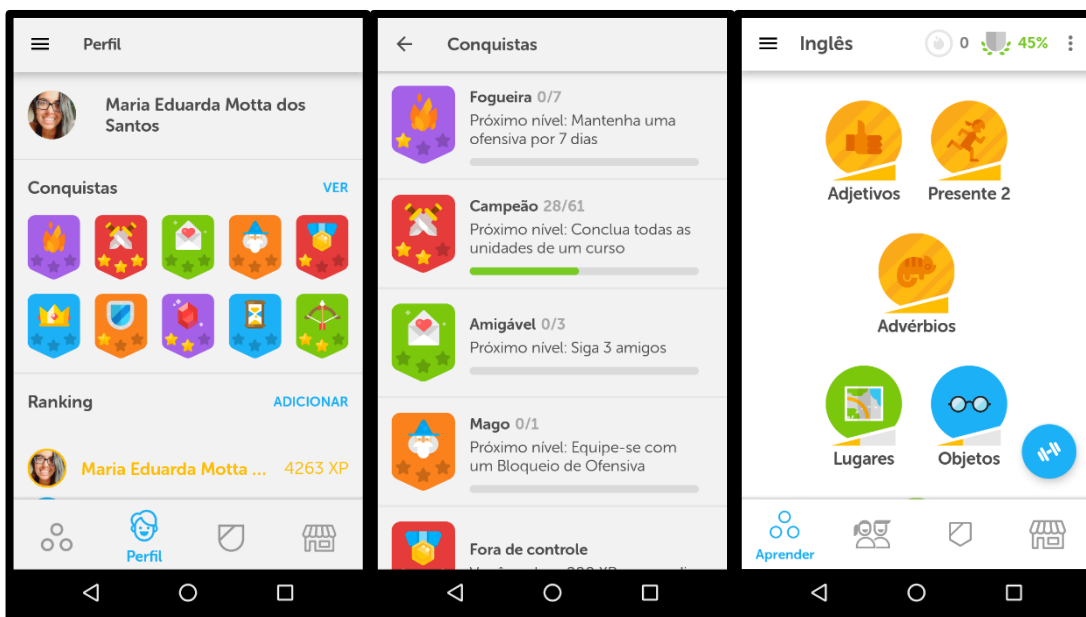 Perfil
Maria Eduarda Motta dos
Santos
Conquistas
VER
Ranking
ADICIONAR
Maria Eduarda Motta ...
4263 XP
Perfil
Conquistas
Fogueira 0/7
Próximo nível: Mantenha uma
ofensiva por 7 dias
Campeão 28/61
Próximo nível: Conclua todas as
unidades de um curso
Amigável 0/3
Próximo nível: Siga 3 amigos
Mago 0/1
Próximo nível: Equipe-se com
um Bloqueio de Ofensiva
Fora de controle
Inglês
0
45%
Adjetivos
Presente 2
Advérbios
Lugares
Objetos
Aprender